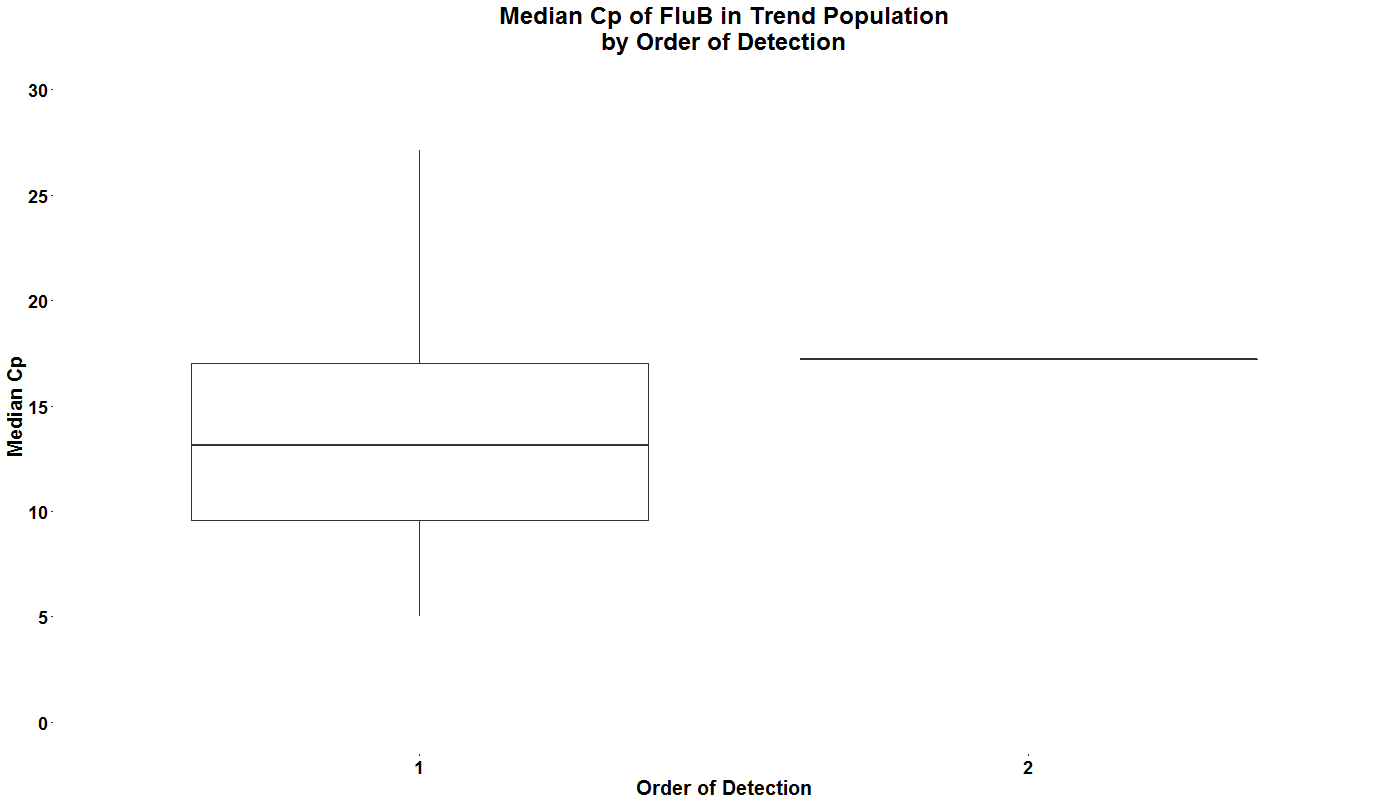 Median Cp of FluB in Trend Population
by Order of Detection
30
25
20
15
10
5
0
Median Cp
1
2
Order of Detection